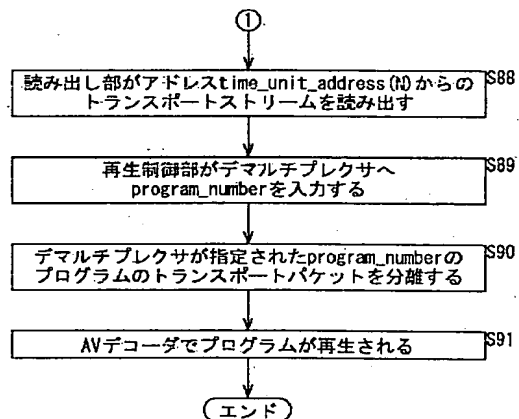 ①
読み出し部がアドレスtime_unit_address(N)からの
トランスポートストリームを読み出す
S88
再生制御部がデマルチプレクサへ
program_numberを入力する
S89
デマルチプレクサが指定されたprogram_numberの
プログラムのトランスポートパケットを分離する
S90
AVデコーダでプログラムが再生される
S91
エンド